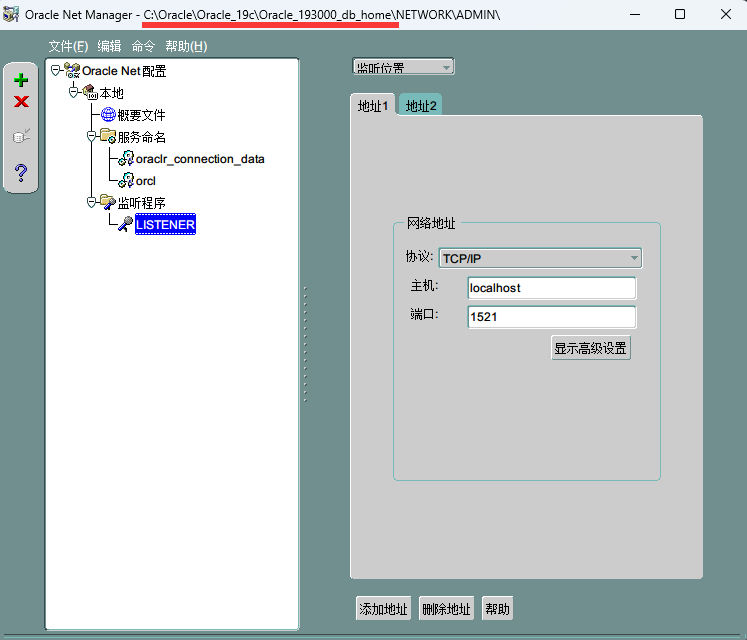 Oracle Net Manager - C:\Oracle\Oracle_19c\Oracle_193000_db_home\NETWORK\ADMIN\
文件(F) 编辑 命令 帮助(H)
Oracle Net 配置
本地
概要文件
服务命名
oraclr_connection_data
orcl
监听程序
LISTENER
监听位置
地址1 地址2
网络地址
协议: TCP/IP
主机: localhost
端口: 1521
显示高级设置
添加地址 删除地址 帮助